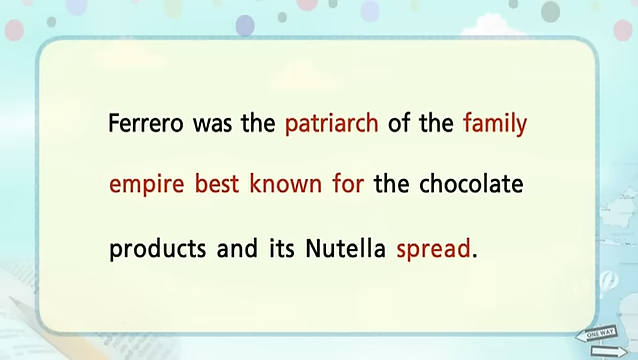 Ferrero was the patriarch of the family
empire best known for the chocolate
products and its Nutella spread.
ONE WAY